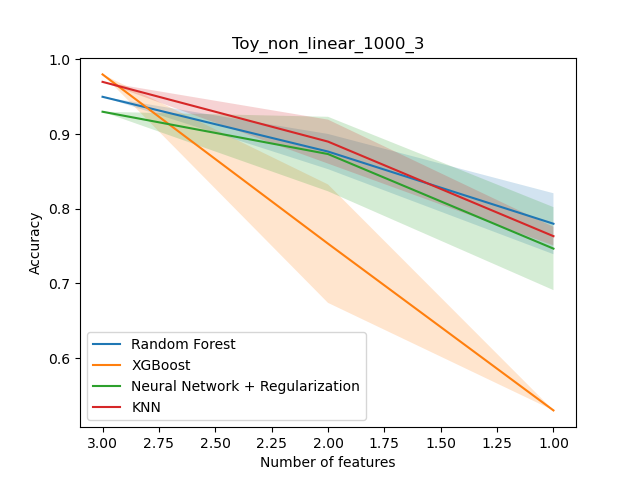 Toy_non_linear_1000_3
1.0
0.9
0.8
0.7
0.6
Accuracy
Random Forest
XGBoost
Neural Network + Regularization
KNN
3.00 2.75 2.50 2.25 2.00 1.75 1.50 1.25 1.00
Number of features